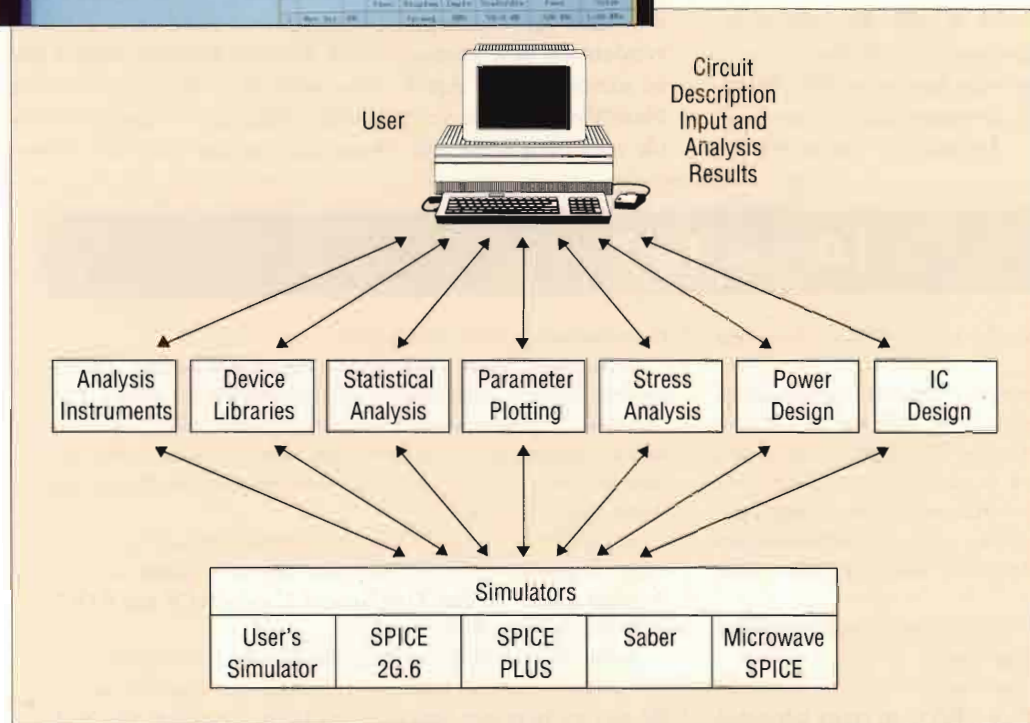 User
Circuit
Description
Input and
Analysis
Results
Analysis
Instruments
Device
Libraries
Statistical
Analysis
Parameter
Plotting
Stress
Analysis
Power
Design
IC
Design
Simulators
User's
Simulator
SPICE
2G.6
SPICE
PLUS
Saber
Microwave
SPICE